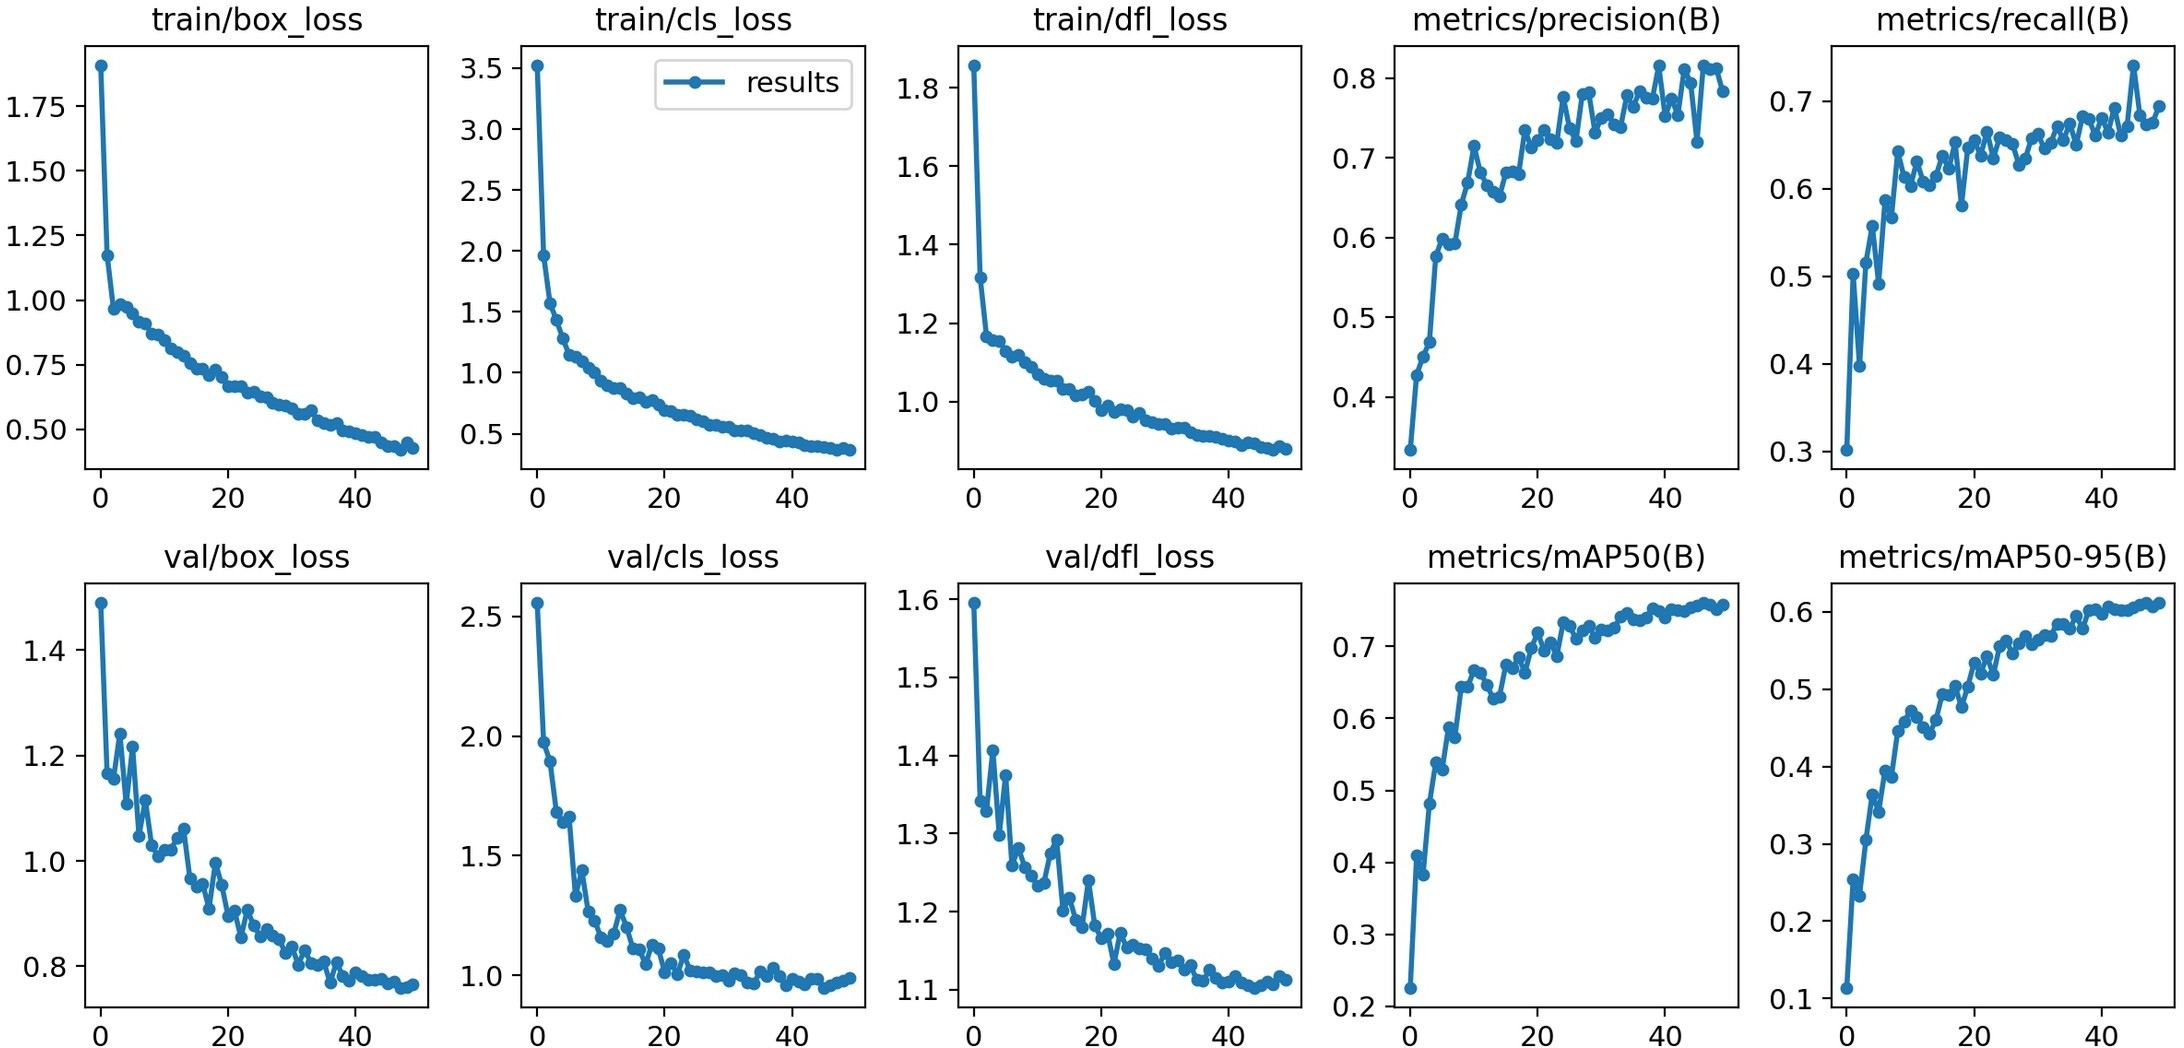 train/box_loss
1.75
1.50
1.25
1.00
0.75
0.50
0 20 40
train/cls_loss
results
3.5
3.0
2.5
2.0
1.5
1.0
0.5
0 20 40
train/dfl_loss
1.8
1.6
1.4
1.2
1.0
0 20 40
metrics/precision(B)
0.8
0.7
0.6
0.5
0.4
0 20 40
metrics/recall(B)
0.7
0.6
0.5
0.4
0.3
0 20 40
val/box_loss
1.4
1.2
1.0
0.8
0 20 40
val/cls_loss
2.5
2.0
1.5
1.0
0 20 40
val/dfl_loss
1.6
1.5
1.4
1.3
1.2
1.1
0 20 40
metrics/mAP50(B)
0.7
0.6
0.5
0.4
0.3
0.2
0 20 40
metrics/mAP50-95(B)
0.6
0.5
0.4
0.3
0.2
0.1
0 20 40